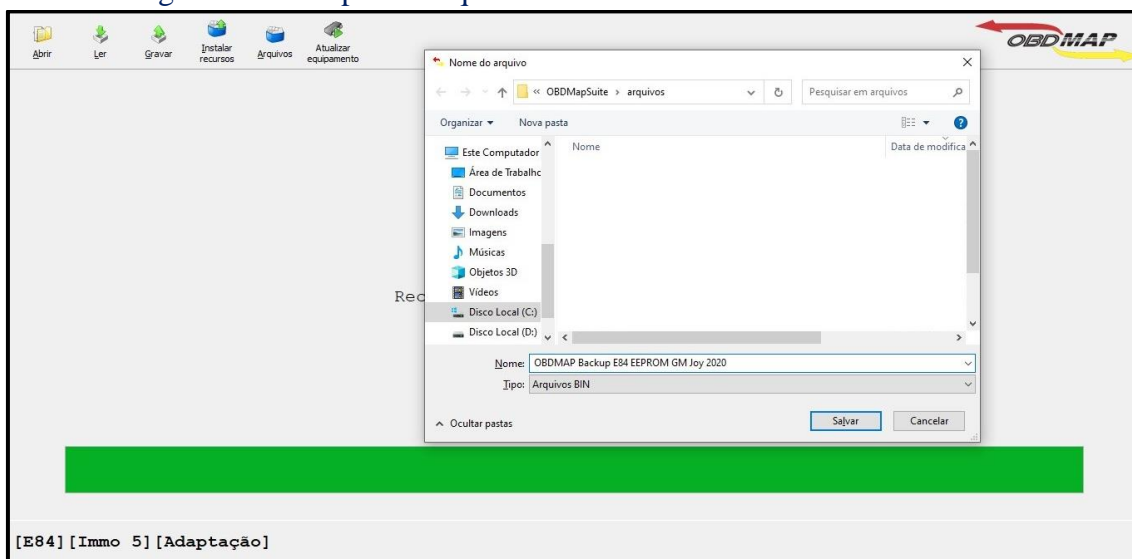 Abrir
Ler
Gravar
Instalar
recursos
Arquivos
Atualizar
equipamento
OBDMAP
Nome do arquivo
« OBDMapSuite › arquivos
Pesquisar em arquivos
Organizar
Nova pasta
Este Computador
Área de Trabalho
Documentos
Downloads
Imagens
Músicas
Objetos 3D
Vídeos
Disco Local (C:)
Disco Local (D:)
Nome
Data de modifica
Rec
Nome: OBDMAP Backup E84 EEPROM GM Joy 2020
Tipo: Arquivos BIN
Ocultar pastas
Salvar
Cancelar
[E84][Immo 5][Adaptação]